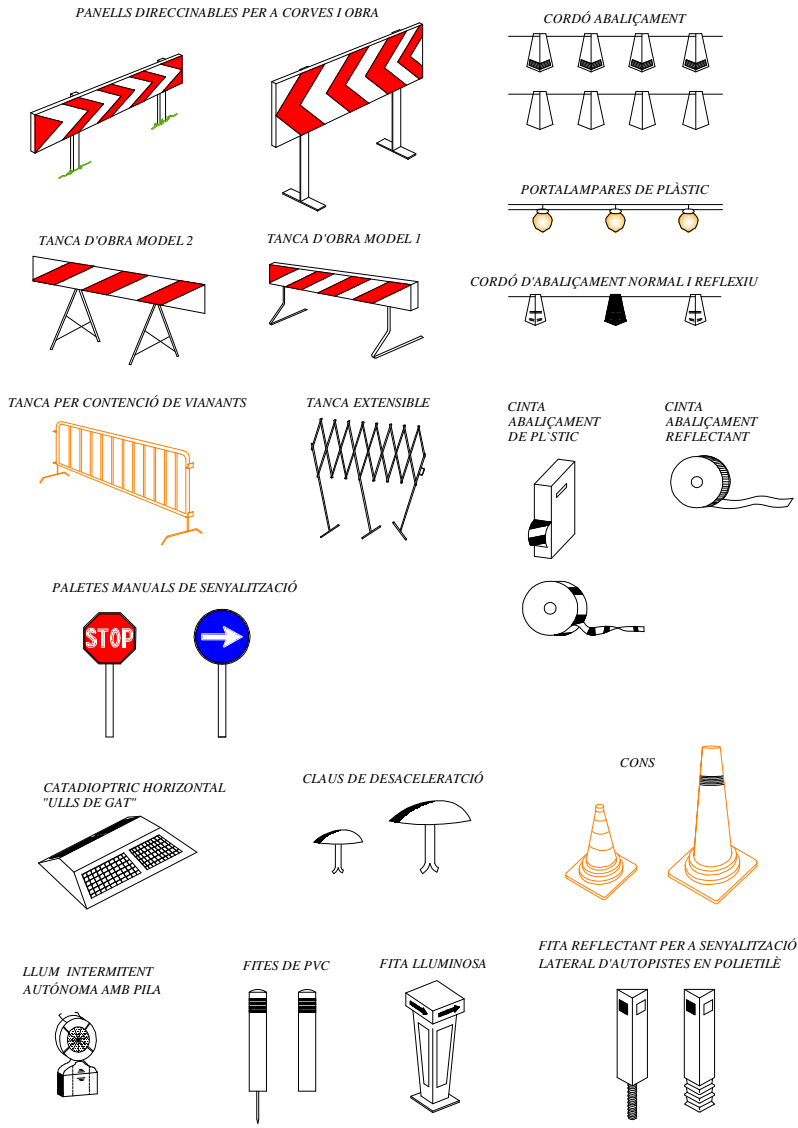 PANELLS DIRECCINABLES PER A CORVES I OBRA
CORDÓ ABALIÇAMENT
PORTALAMPARES DE PLÀSTIC
TANCA D'OBRA MODEL 2
TANCA D'OBRA MODEL 1
CORDÓ D'ABALIÇAMENT NORMAL I REFLEXIU
TANCA PER CONTENCIÓ DE VIANANTS
TANCA EXTENSIBLE
CINTA
ABALIÇAMENT
DE PL`STIC
CINTA
ABALIÇAMENT
REFLECTANT
PALETES MANUALS DE SENYALITZACIÓ
STOP
CATADIOPTRIC HORIZONTAL
"ULLS DE GAT"
CLAUS DE DESACELERATCIÓ
CONS
LLUM INTERMITENT
AUTÓNOMA AMB PILA
FITES DE PVC
FITA LLUMINOSA
FITA REFLECTANT PER A SENYALITZACIÓ
LATERAL D'AUTOPISTES EN POLIETILÈ